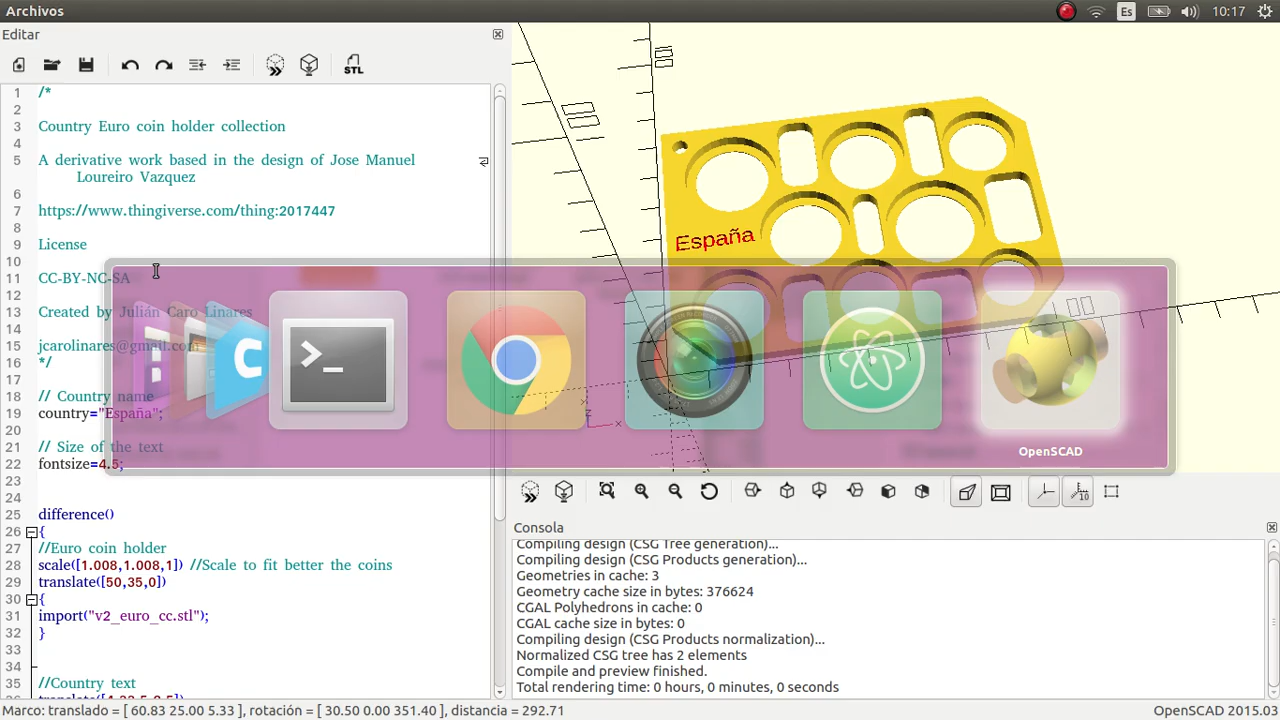 Archivos
Es
10:17
Editar
STL
1 /*
2
3 Country Euro coin holder collection
4
5 A derivative work based in the design of Jose Manuel
Loureiro Vazquez
6
7 https://www.thingiverse.com/thing:2017447
8
9 License
10
11 CC-BY-NC-SA
12
13 Created by Julián Caro Linares
14
15 jcarolinares@gmail.com
16 */
17
18 // Country name
19 country="España";
20
21 // Size of the text
22 fontsize=4.5;
23
24
25 difference()
26 {
27 //Euro coin holder
28 scale([1.008,1.008,1]) //Scale to fit better the coins
29 translate([50,35,0])
30 {
31 import("v2_euro_cc.stl");
32 }
33
34
35 //Country text
España
OpenSCAD
10
Consola
Compiling design (CSG Tree generation)...
Compiling design (CSG Products generation)...
Geometries in cache: 3
Geometry cache size in bytes: 376624
CGAL Polyhedrons in cache: 0
CGAL cache size in bytes: 0
Compiling design (CSG Products normalization)...
Normalized CSG tree has 2 elements
Compile and preview finished.
Total rendering time: 0 hours, 0 minutes, 0 seconds
Marco: translado = [ 60.83 25.00 5.33 ], rotación = [ 30.50 0.00 351.40 ], distancia = 292.71
OpenSCAD 2015.03